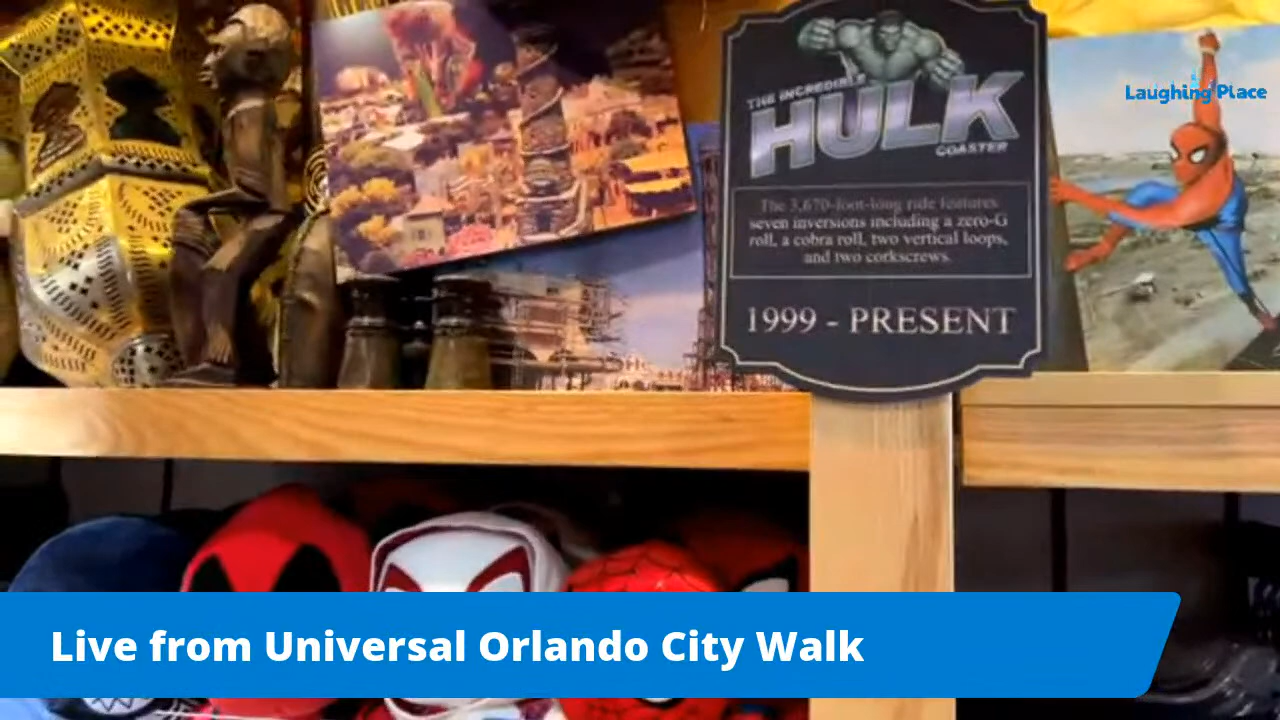 Laughing Place
THE INCREDIBLE
HULK
COASTER
The 3,670-foot-long ride features
seven inversions including a zero-G
roll, a cobra roll, two vertical loops,
and two corkscrews.
1999 - PRESENT
Live from Universal Orlando City Walk